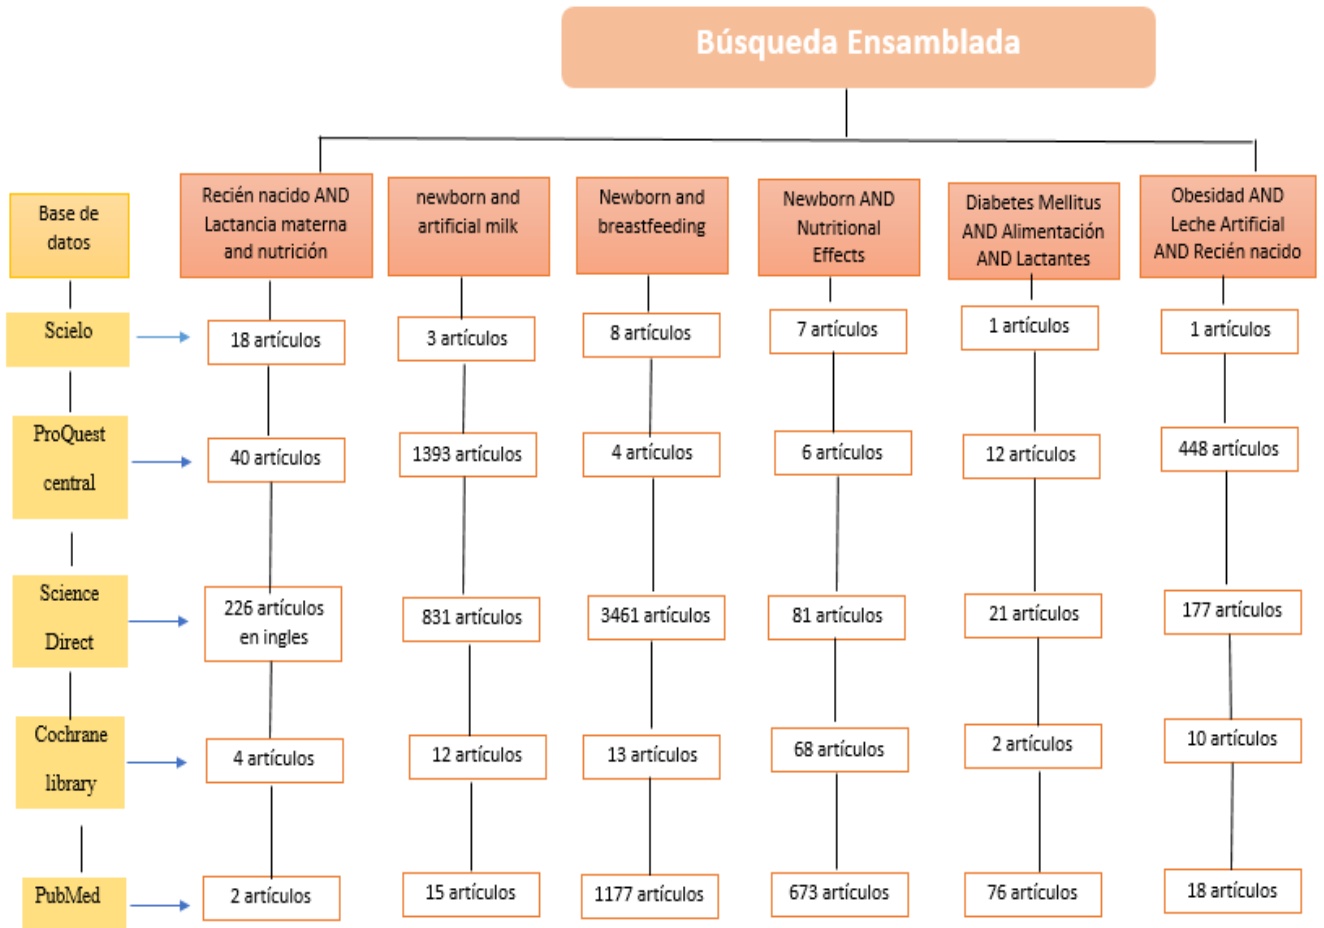 Búsqueda Ensamblada
Base de
datos
Recién nacido AND
Lactancia materna
and nutrición
newborn and
artificial milk
Newborn and
breastfeeding
Newborn AND
Nutritional
Effects
Diabetes Mellitus
AND Alimentación
AND Lactantes
Obesidad AND
Leche Artificial
AND Recién nacido
Scielo
18 artículos
3 artículos
8 artículos
7 artículos
1 artículos
1 artículos
ProQuest
central
40 artículos
1393 artículos
4 artículos
6 artículos
12 artículos
448 artículos
Science
Direct
226 artículos
en ingles
831 artículos
3461 artículos
81 artículos
21 artículos
177 artículos
Cochrane
library
4 artículos
12 artículos
13 artículos
68 artículos
2 artículos
10 artículos
PubMed
2 artículos
15 artículos
1177 artículos
673 artículos
76 artículos
18 artículos